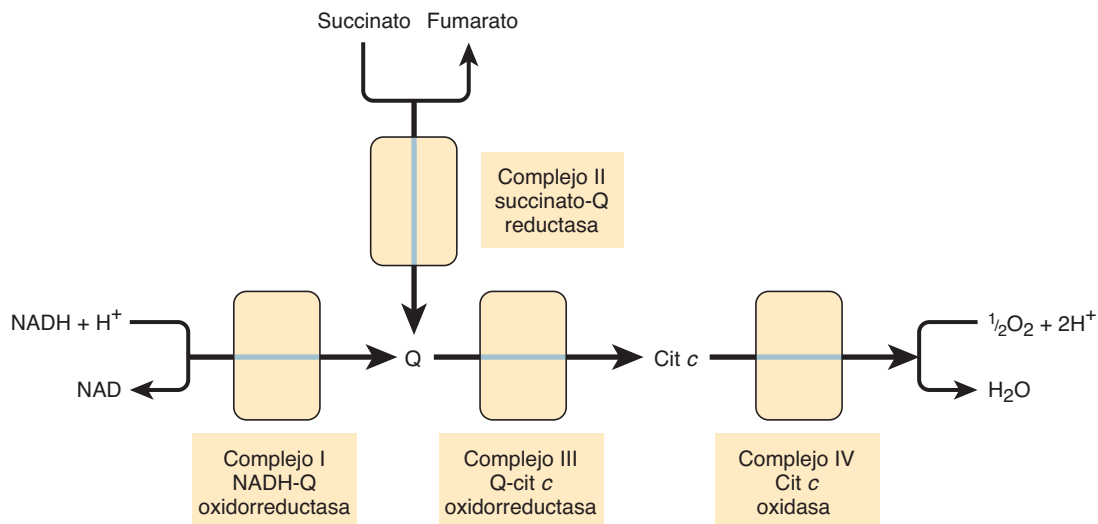 Succinato Fumarato
Complejo II
succinato-Q
reductasa
NADH + H⁺
NAD
Q
Cit c
½O₂ + 2H⁺
H₂O
Complejo I
NADH-Q
oxidorreductasa
Complejo III
Q-cit c
oxidorreductasa
Complejo IV
Cit c
oxidasa